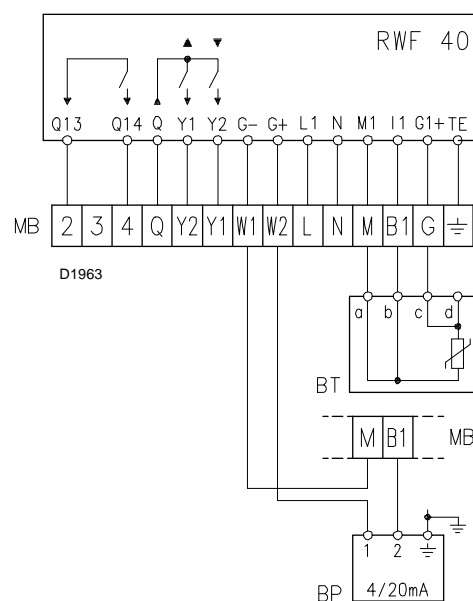 RWF 40
Q13 Q14 Q Y1 Y2 G- G+ L1 N M1 I1 G1+ TE
MB 2 3 4 Q Y2 Y1 W1 W2 L N M B1 G
D1963
a b c d
BT
M B1 MB
1 2
BP 4/20mA